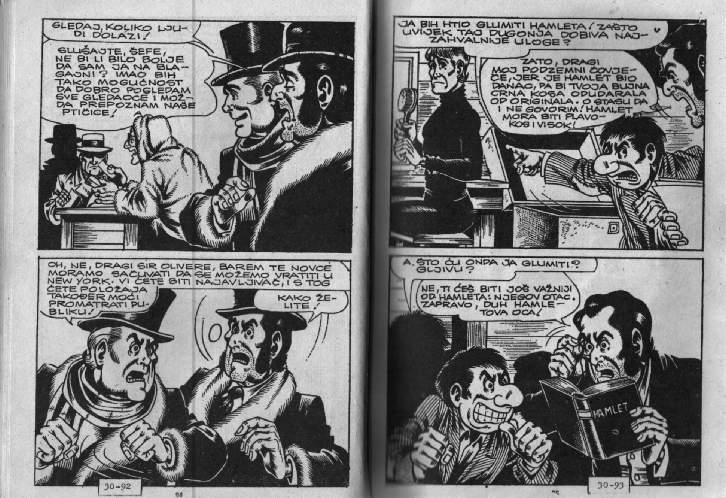 GLEDAJ, KOLIKO LJU-
DI DOLAZI!
SLUŠAJTE, ŠEFE,
NE BI LI BILO BOLJE
DA SAM JA NA BLA-
GAJNI? IMAO BIH
TAKO MOGUĆNOST
DA DOBRO POGLEDAM
SVE GLEDAOCE I MOŽ-
DA PREPOZNAM NAŠE
PTIČICE!
OH, NE, DRAGI SIR OLIVERE, BAREM TE NOVCE
MORAMO SAČUVATI DA SE MOŽEMO VRATITI U
NEW YORK. VI ĆETE BITI NAJAVLJIVAČ, I S TOG
ĆETE POLOŽAJA
TAKOĐER MOĆI
PROMATRATI PU-
BLIKU!
KAKO ŽE-
LITE!
30-92
JA BIH HTIO GLUMITI HAMLETA! ZAŠTO
UVIJEK TAJ DUGONJA DOBIVA NAJ-
ZAHVALNIJE ULOGE?
ZATO, DRAGI
MOJ PODZEMNI ČOVJE-
ČE, JER JE HAMLET BIO
DANAC, PA BI TVOJA BUJNA
CRNA KOSA ODUDARALA
OD ORIGINALA. O STASU DA
I NE GOVORIM! HAMLET
MORA BITI PLAVO-
KOS I VISOK!
A ŠTO ĆU ONDA JA GLUMITI?
GLJIVU?
NE, TI ĆEŠ BITI JOŠ VAŽNIJI
OD HAMLETA: NJEGOV OTAC.
ZAPRAVO, DUH HAMLE-
TOVA OCA!
HAMLET
30-93